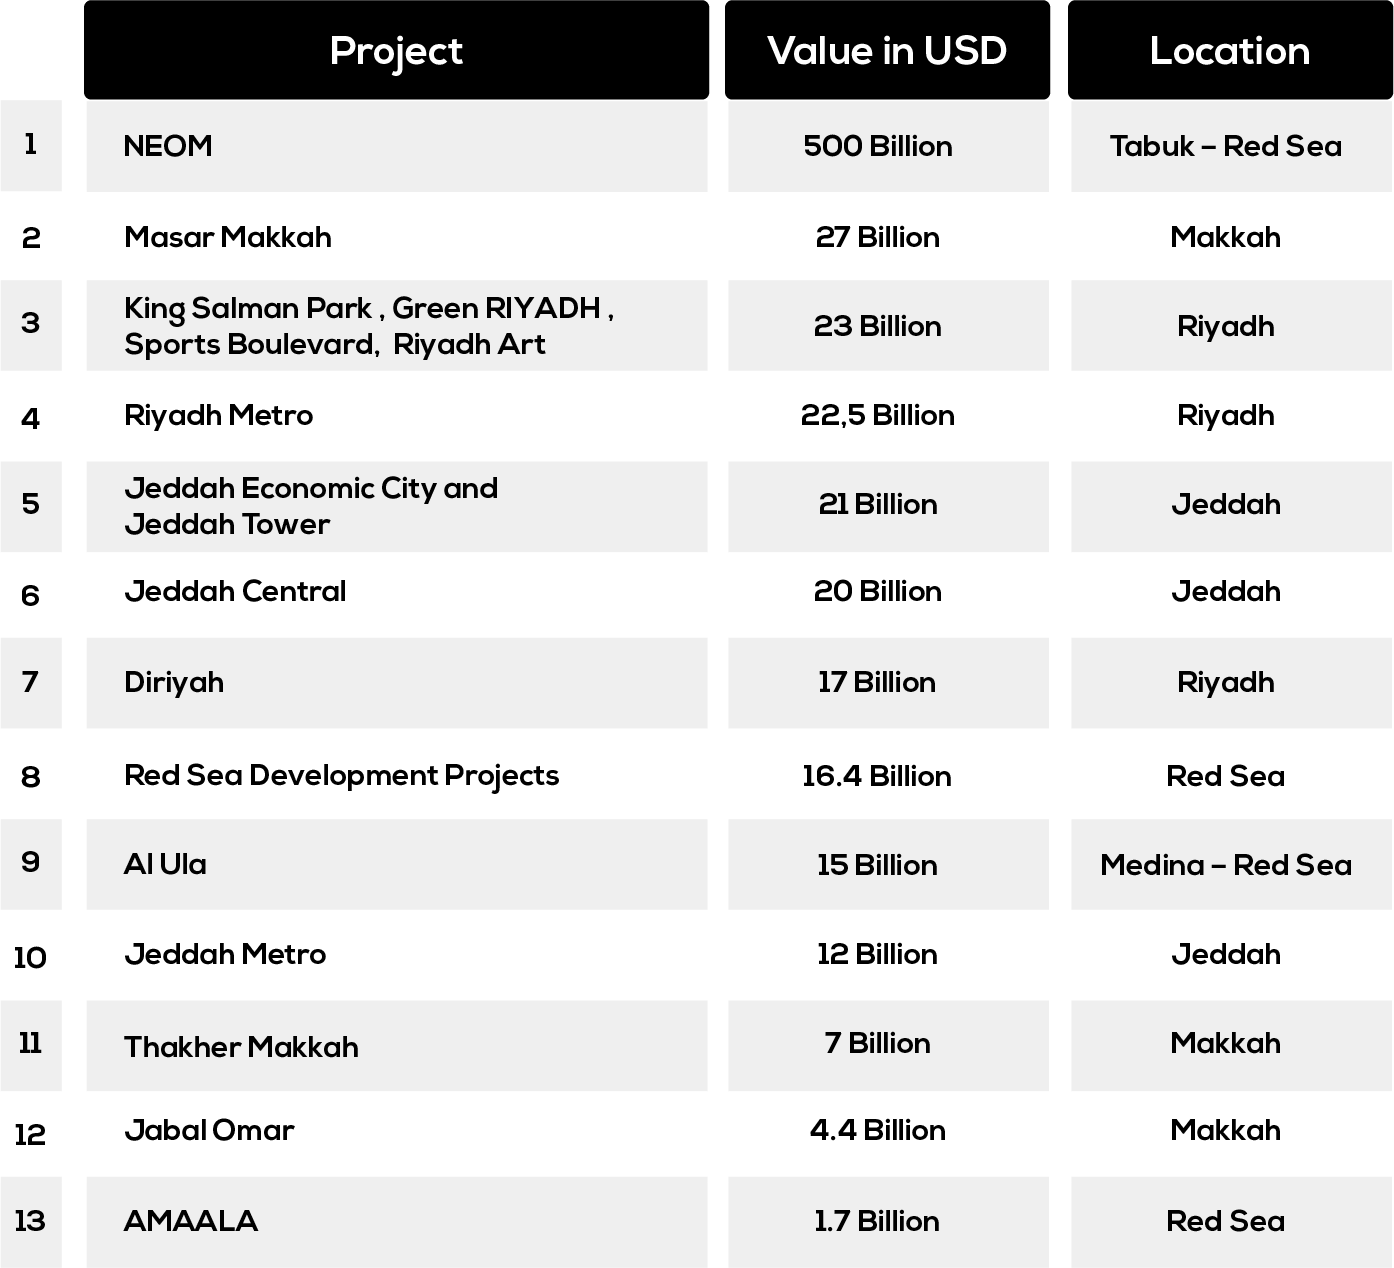 Project Value in USD Location
1 NEOM 500 Billion Tabuk – Red Sea
2 Masar Makkah 27 Billion Makkah
3 King Salman Park , Green RIYADH ,
Sports Boulevard, Riyadh Art 23 Billion Riyadh
4 Riyadh Metro 22,5 Billion Riyadh
5 Jeddah Economic City and
Jeddah Tower 21 Billion Jeddah
6 Jeddah Central 20 Billion Jeddah
7 Diriyah 17 Billion Riyadh
8 Red Sea Development Projects 16.4 Billion Red Sea
9 Al Ula 15 Billion Medina – Red Sea
10 Jeddah Metro 12 Billion Jeddah
11 Thakher Makkah 7 Billion Makkah
12 Jabal Omar 4.4 Billion Makkah
13 AMAALA 1.7 Billion Red Sea